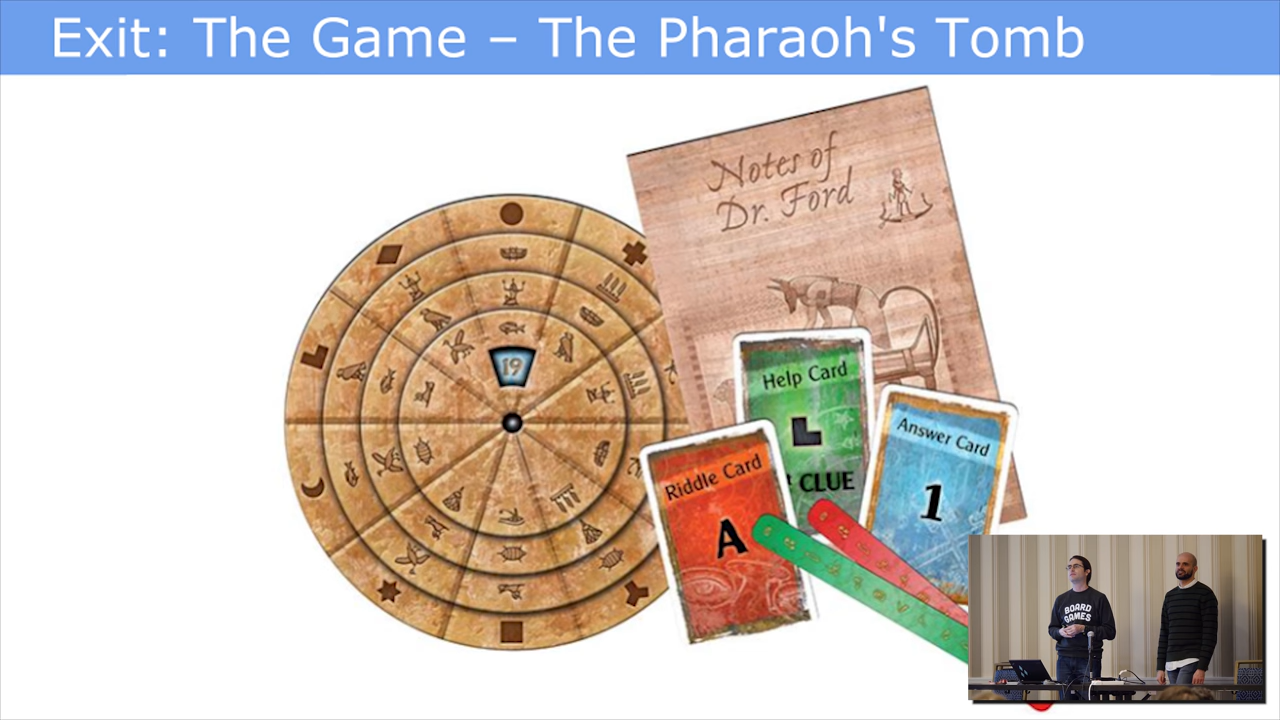 Exit: The Game – The Pharaoh's Tomb
Notes of
Dr. Ford
19
Help Card
CLUE
Answer Card
1
Riddle Card
A
BOARD
GAMES